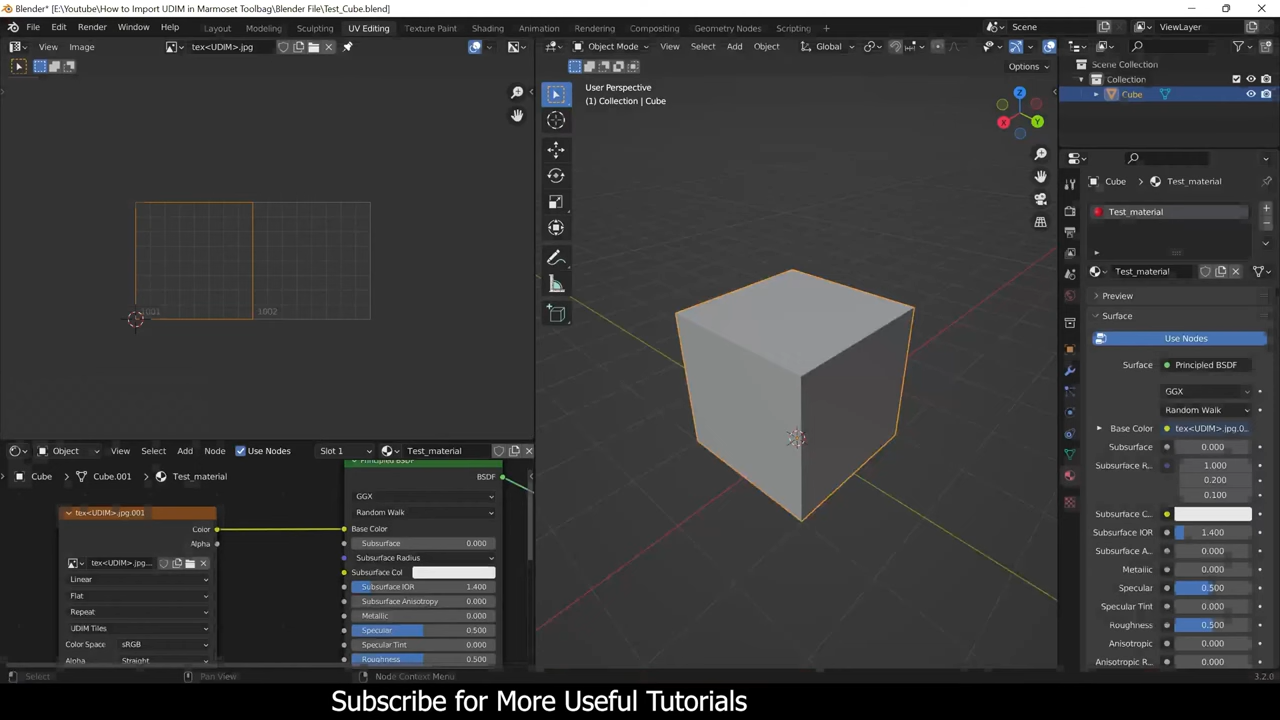 Blender* [E:\Youtube\How to Import UDIM in Marmoset Toolbag\Blender File\Test_Cube.blend]
File Edit Render Window Help Layout Modeling Sculpting UV Editing Texture Paint Shading Animation Rendering Compositing Geometry Nodes Scripting Scene ViewLayer
View Image tex<UDIM>.jpg Object Mode View Select Add Object Global
Options
Scene Collection
Collection
Cube
User Perspective
(1) Collection | Cube
X Y Z
1001 1002
Cube Test_material
Test_material
Test_material
Preview
Surface
Use Nodes
Surface Principled BSDF
GGX
Random Walk
Base Color tex<UDIM>.jpg.0..
Subsurface 0.000
Subsurface R.. 1.000
0.200
0.100
Subsurface C..
Subsurface IOR 1.400
Subsurface A.. 0.000
Metallic 0.000
Specular 0.500
Specular Tint 0.000
Roughness 0.500
Anisotropic 0.000
Anisotropic R.. 0.000
Object View Select Add Node Use Nodes Slot 1 Test_material
Cube Cube.001 Test_material
Principled BSDF
BSDF
GGX
Random Walk
Base Color
Subsurface 0.000
Subsurface Radius
Subsurface Col
Subsurface IOR 1.400
Subsurface Anisotropy 0.000
Metallic 0.000
Specular 0.500
Specular Tint 0.000
Roughness 0.500
tex<UDIM>.jpg.001
Color
Alpha
tex<UDIM>.jpg...
Linear
Flat
Repeat
UDIM Tiles
Color Space sRGB
Alpha Straight
Select Pan View Node Context Menu 3.2.0
Subscribe for More Useful Tutorials